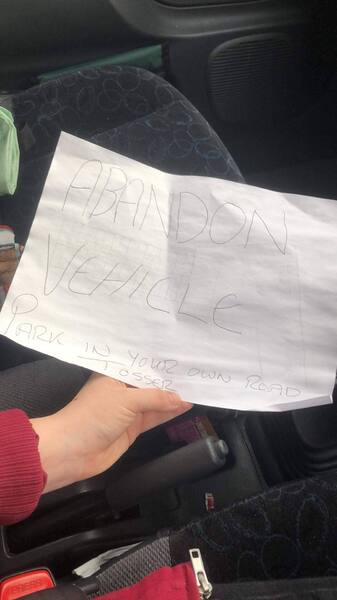 ABANDON
VEHICLE
PARK IN YOUR OWN ROAD
TOSSER